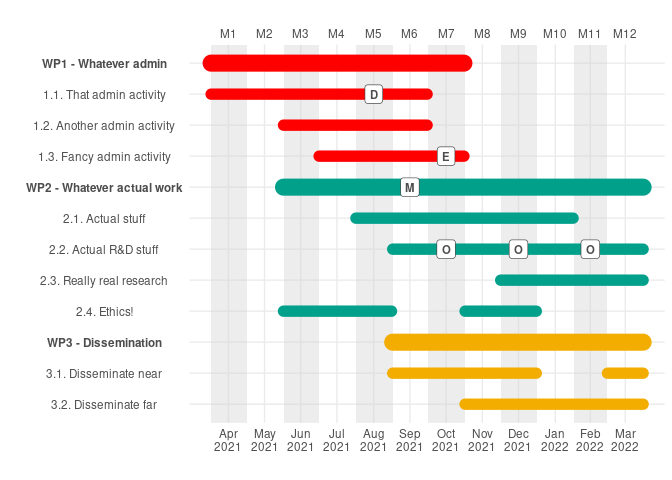 M1 M2 M3 M4 M5 M6 M7 M8 M9 M10 M11 M12
WP1 - Whatever admin
1.1. That admin activity D
1.2. Another admin activity
1.3. Fancy admin activity E
WP2 - Whatever actual work M
2.1. Actual stuff
2.2. Actual R&D stuff O O O
2.3. Really real research
2.4. Ethics!
WP3 - Dissemination
3.1. Disseminate near
3.2. Disseminate far
Apr May Jun Jul Aug Sep Oct Nov Dec Jan Feb Mar
2021 2021 2021 2021 2021 2021 2021 2021 2021 2022 2022 2022